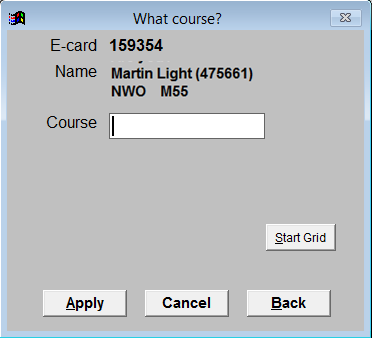 What course?
E-card 159354
Name Martin Light (475661)
NWO M55
Course
Start Grid
Apply Cancel Back